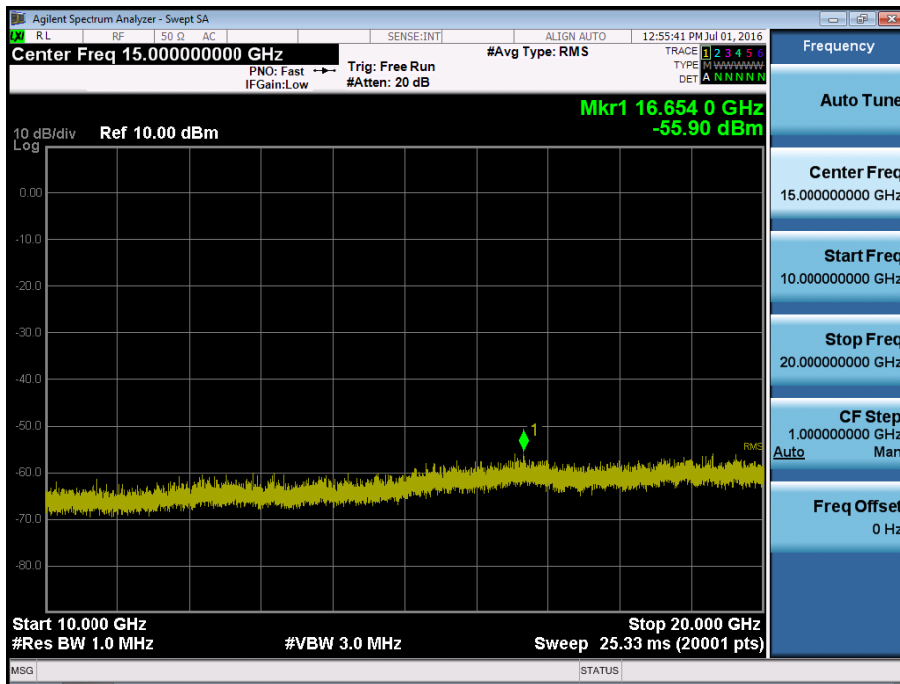 Agilent Spectrum Analyzer - Swept SA
LXI RL RF 50 Ω AC SENSE:INT ALIGN AUTO 12:55:41 PM Jul 01, 2016
Center Freq 15.000000000 GHz
PNO: Fast
IFGain:Low
Trig: Free Run
#Atten: 20 dB
#Avg Type: RMS
TRACE 1 2 3 4 5 6
TYPE M W W W W W
DET A N N N N N
Mkr1 16.654 0 GHz
-55.90 dBm
10 dB/div Ref 10.00 dBm
Log
0.00
-10.0
-20.0
-30.0
-40.0
-50.0
-60.0
-70.0
-80.0
1
RMS
Start 10.000 GHz Stop 20.000 GHz
#Res BW 1.0 MHz #VBW 3.0 MHz Sweep 25.33 ms (20001 pts)
MSG STATUS
Frequency
Auto Tune
Center Freq
15.000000000 GHz
Start Freq
10.000000000 GHz
Stop Freq
20.000000000 GHz
CF Step
1.000000000 GHz
Auto Man
Freq Offset
0 Hz